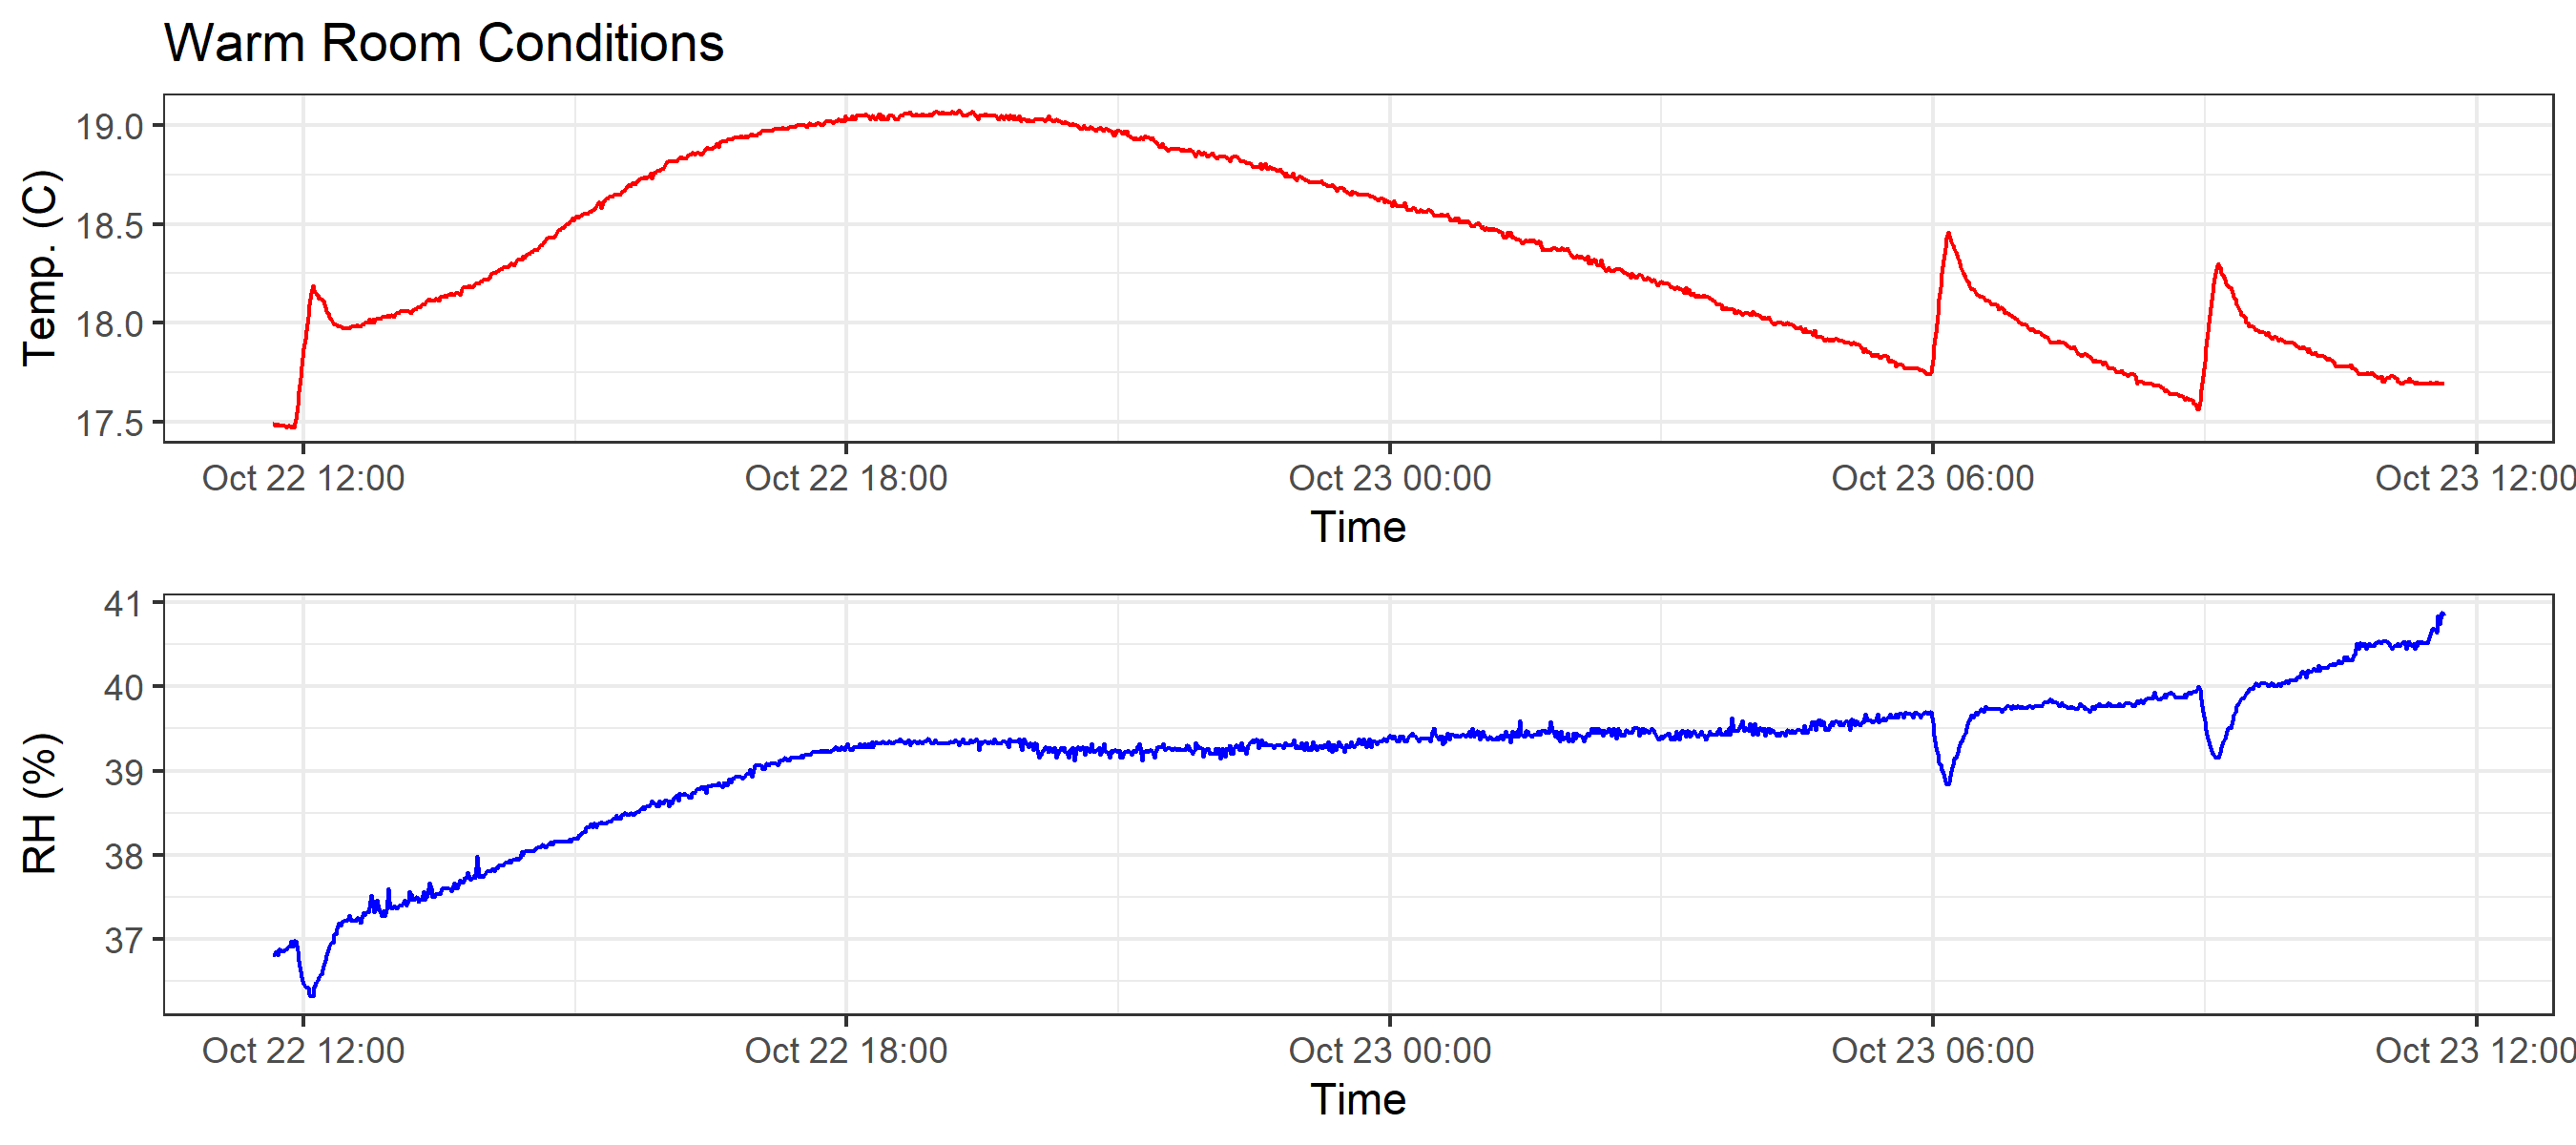 Warm Room Conditions
Temp. (C)
19.0
18.5
18.0
17.5
Oct 22 12:00 Oct 22 18:00 Oct 23 00:00 Oct 23 06:00 Oct 23 12:00
Time
RH (%)
41
40
39
38
37
Oct 22 12:00 Oct 22 18:00 Oct 23 00:00 Oct 23 06:00 Oct 23 12:00
Time